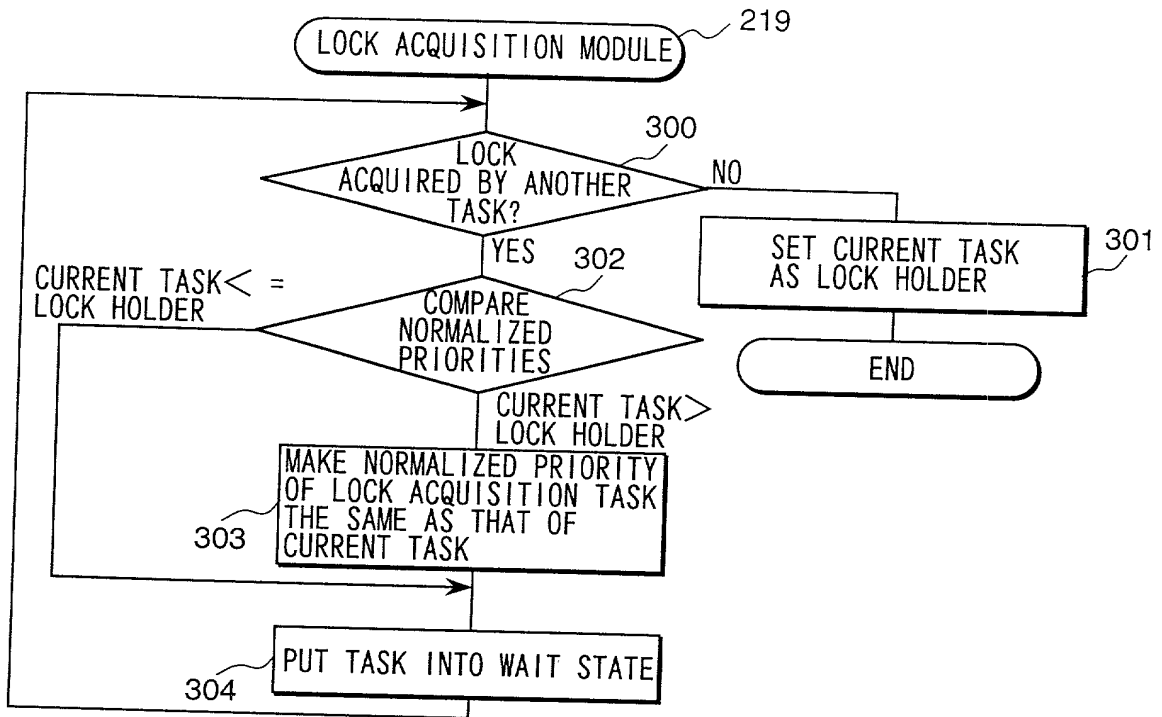 LOCK ACQUISITION MODULE
219
300
LOCK
ACQUIRED BY ANOTHER
TASK?
NO
YES
SET CURRENT TASK
AS LOCK HOLDER
301
END
302
CURRENT TASK< =
LOCK HOLDER
COMPARE
NORMALIZED
PRIORITIES
CURRENT TASK>
LOCK HOLDER
MAKE NORMALIZED PRIORITY
OF LOCK ACQUISITION TASK
THE SAME AS THAT OF
CURRENT TASK
303
PUT TASK INTO WAIT STATE
304